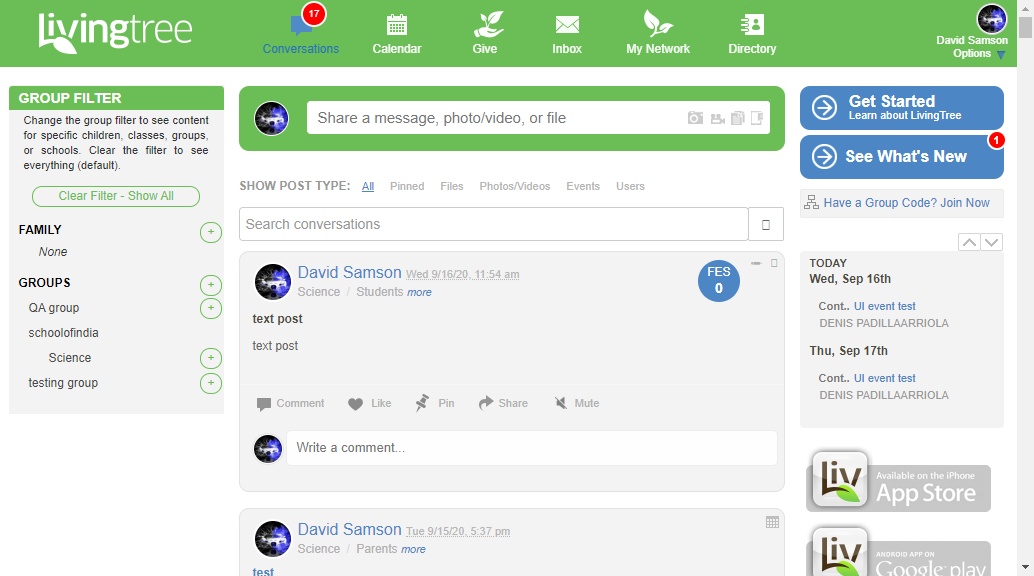 livingtree
17
Conversations
Calendar
Give
Inbox
My Network
Directory
David Samson
Options
GROUP FILTER
Change the group filter to see content
for specific children, classes, groups,
or schools. Clear the filter to see
everything (default).
Clear Filter - Show All
FAMILY
+
None
GROUPS
+
QA group
+
schoolofindia
Science
+
testing group
+
Share a message, photo/video, or file
SHOW POST TYPE: All Pinned Files Photos/Videos Events Users
Search conversations
David Samson Wed 9/16/20, 11:54 am
Science / Students more
FES
0
text post
text post
Comment Like Pin Share Mute
Write a comment...
David Samson Tue 9/15/20, 5:37 pm
Science / Parents more
test
Get Started
Learn about LivingTree
1
See What's New
Have a Group Code? Join Now
TODAY
Wed, Sep 16th
Cont.. UI event test
DENIS PADILLAARRIOLA
Thu, Sep 17th
Cont.. UI event test
DENIS PADILLAARRIOLA
Liv
Available on the iPhone
App Store
Liv
ANDROID APP ON
Google play